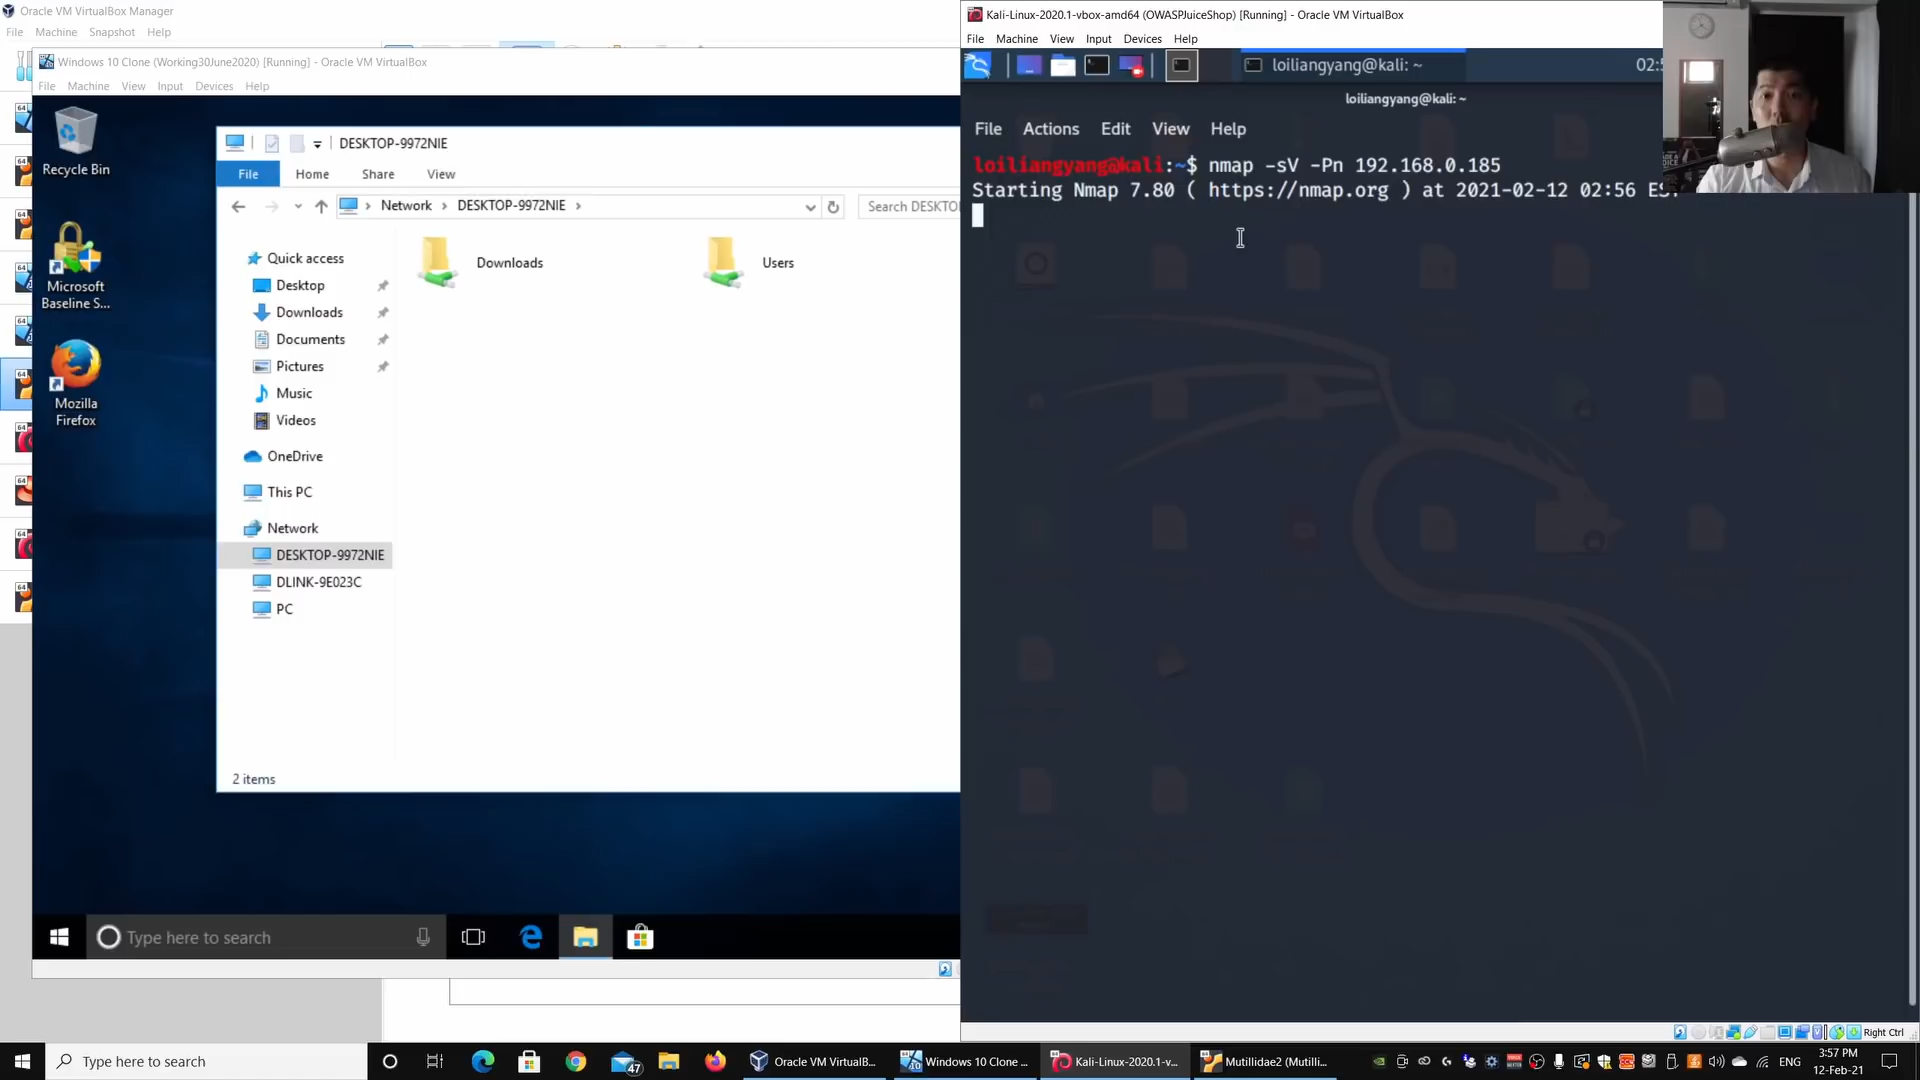 Oracle VM VirtualBox Manager
File Machine Snapshot Help
Windows 10 Clone (Working30June2020) [Running] - Oracle VM VirtualBox
File Machine View Input Devices Help
Recycle Bin
Microsoft
Baseline S...
Mozilla
Firefox
DESKTOP-9972NIE
File Home Share View
Network DESKTOP-9972NIE
Search DESKTO
Quick access
Desktop
Downloads
Documents
Pictures
Music
Videos
OneDrive
This PC
Network
DESKTOP-9972NIE
DLINK-9E023C
PC
Downloads
Users
2 items
Type here to search
Kali-Linux-2020.1-vbox-amd64 (OWASPJuiceShop) [Running] - Oracle VM VirtualBox
File Machine View Input Devices Help
loiliangyang@kali: ~
loiliangyang@kali: ~
File Actions Edit View Help
loiliangyang@kali:~$ nmap -sV -Pn 192.168.0.185
Starting Nmap 7.80 ( https://nmap.org ) at 2021-02-12 02:56 EST
Right Ctrl
Type here to search
47
Oracle VM VirtualB...
Windows 10 Clone ...
Kali-Linux-2020.1-v...
Mutillidae2 (Mutilli...
ENG
3:57 PM
12-Feb-21